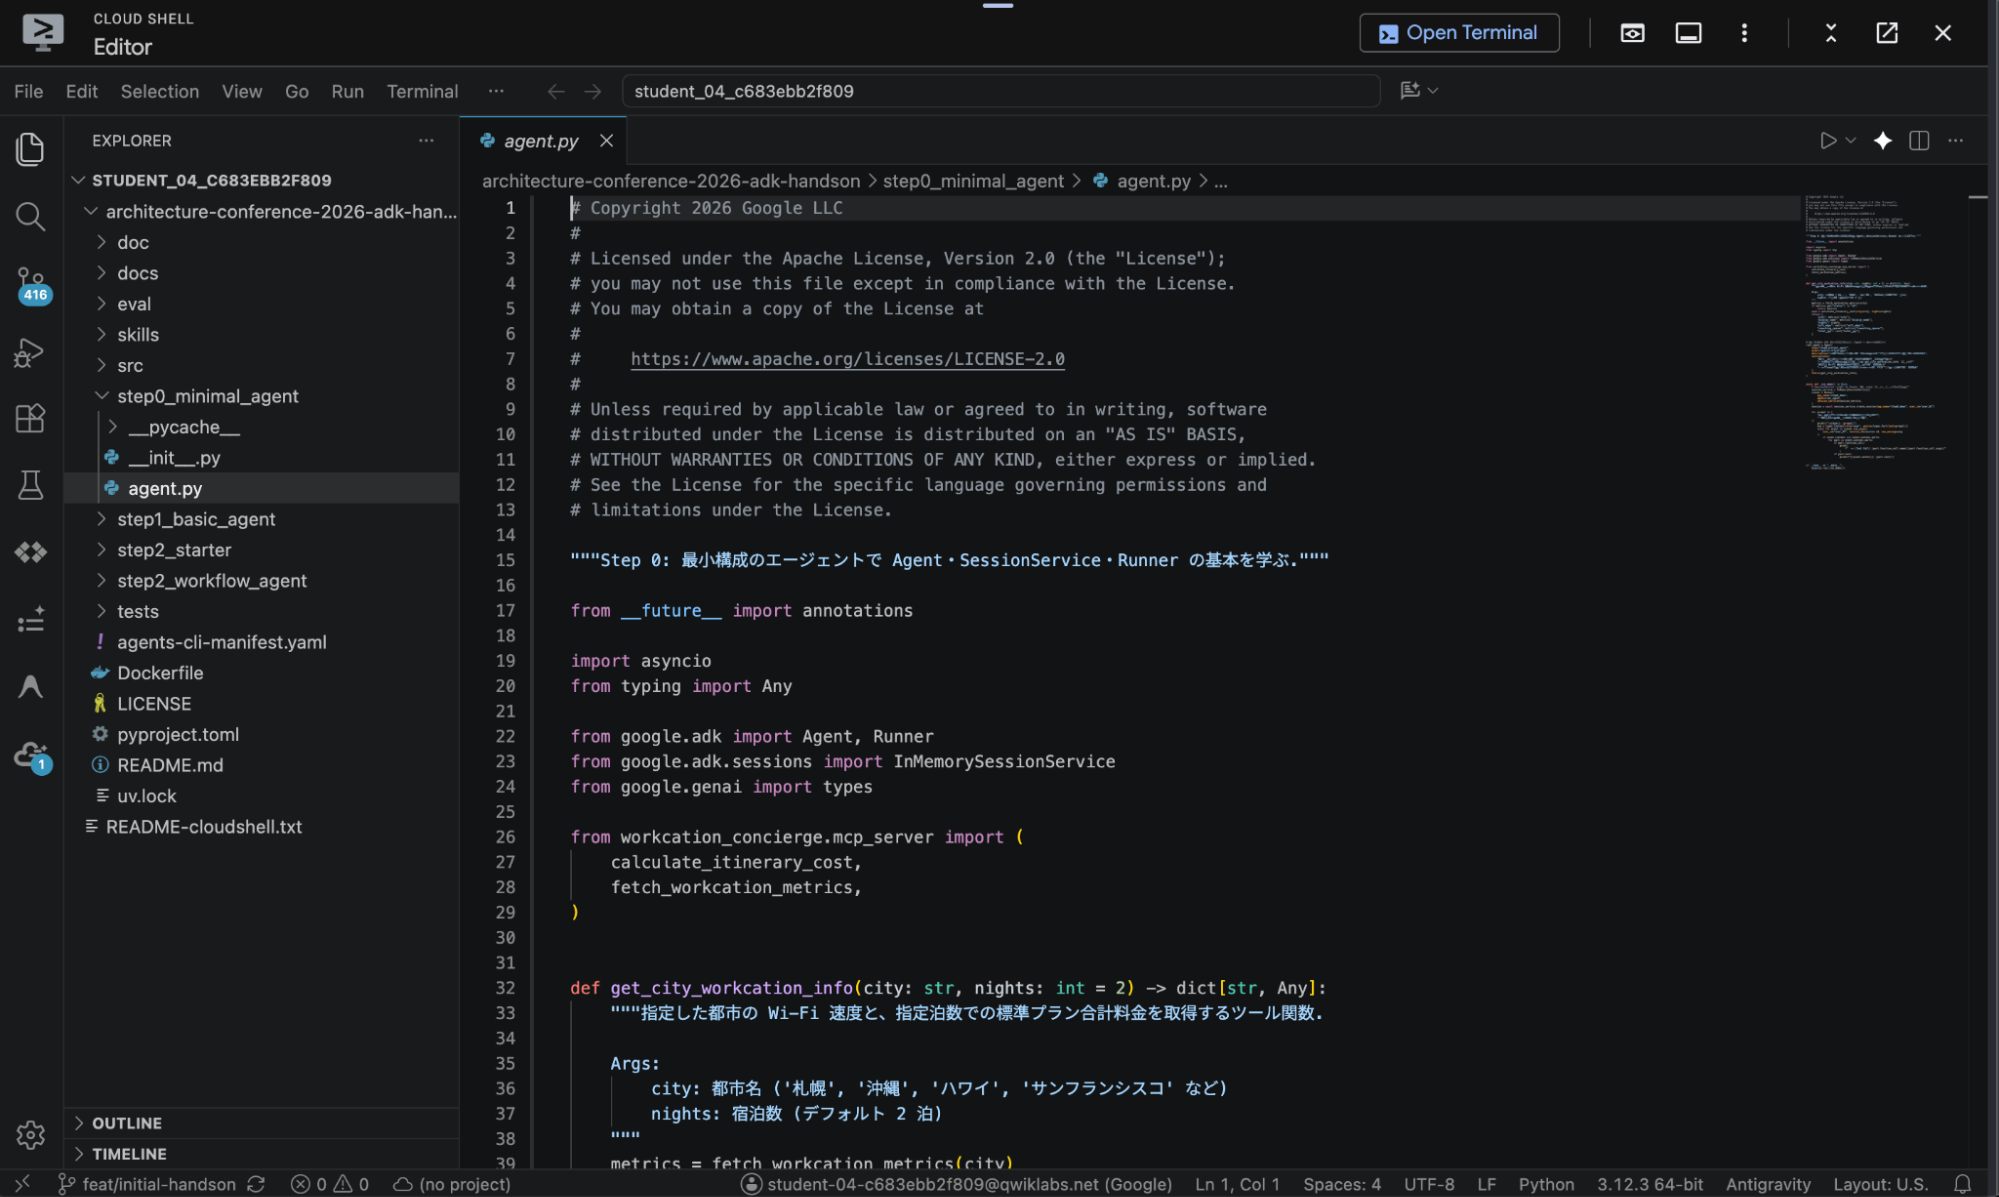 CLOUD SHELL
Editor
Open Terminal
File Edit Selection View Go Run Terminal ···
student_04_c683ebb2f809
EXPLORER
STUDENT_04_C683EBB2F809
architecture-conference-2026-adk-han...
doc
docs
eval
skills
src
step0_minimal_agent
__pycache__
__init__.py
agent.py
step1_basic_agent
step2_starter
step2_workflow_agent
tests
agents-cli-manifest.yaml
Dockerfile
LICENSE
pyproject.toml
README.md
uv.lock
README-cloudshell.txt
OUTLINE
TIMELINE
416
1
agent.py
architecture-conference-2026-adk-handson > step0_minimal_agent > agent.py > ...
1 # Copyright 2026 Google LLC
2 #
3 # Licensed under the Apache License, Version 2.0 (the "License");
4 # you may not use this file except in compliance with the License.
5 # You may obtain a copy of the License at
6 #
7 #     https://www.apache.org/licenses/LICENSE-2.0
8 #
9 # Unless required by applicable law or agreed to in writing, software
10 # distributed under the License is distributed on an "AS IS" BASIS,
11 # WITHOUT WARRANTIES OR CONDITIONS OF ANY KIND, either express or implied.
12 # See the License for the specific language governing permissions and
13 # limitations under the License.
14
15 """Step 0: 最小構成のエージェントで Agent・SessionService・Runner の基本を学ぶ."""
16
17 from __future__ import annotations
18
19 import asyncio
20 from typing import Any
21
22 from google.adk import Agent, Runner
23 from google.adk.sessions import InMemorySessionService
24 from google.genai import types
25
26 from workcation_concierge.mcp_server import (
27     calculate_itinerary_cost,
28     fetch_workcation_metrics,
29 )
30
31
32 def get_city_workcation_info(city: str, nights: int = 2) -> dict[str, Any]:
33     """指定した都市の Wi-Fi 速度と、指定泊数での標準プラン合計料金を取得するツール関数.
34
35     Args:
36         city: 都市名 ('札幌', '沖縄', 'ハワイ', 'サンフランシスコ' など)
37         nights: 宿泊数 (デフォルト 2 泊)
38     """
39     metrics = fetch_workcation_metrics(city)
feat/initial-handson 0 0 (no project) student-04-c683ebb2f809@qwiklabs.net (Google) Ln 1, Col 1 Spaces: 4 UTF-8 LF Python 3.12.3 64-bit Antigravity Layout: U.S.